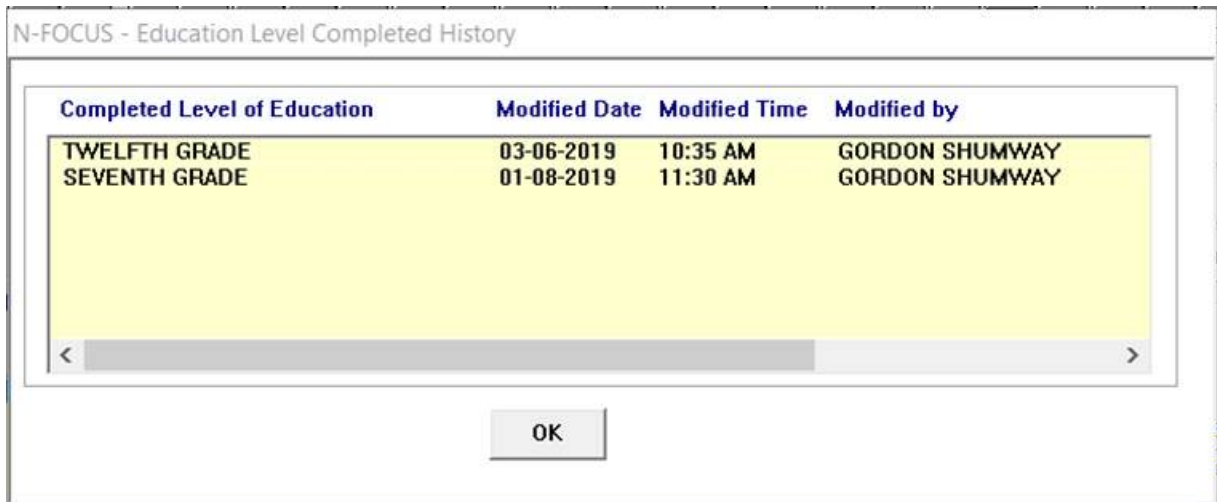 N-FOCUS - Education Level Completed History
Completed Level of Education Modified Date Modified Time Modified by
TWELFTH GRADE 03-06-2019 10:35 AM GORDON SHUMWAY
SEVENTH GRADE 01-08-2019 11:30 AM GORDON SHUMWAY
OK